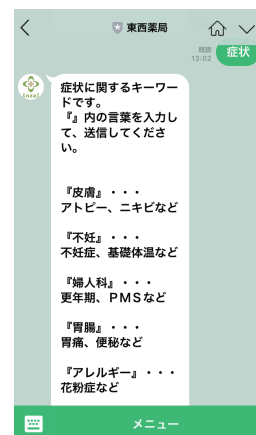 東西薬局
既読
13:02
症状
tozai
症状に関するキーワー
ドです。
『』内の言葉を入力し
て、送信してくださ
い。
『皮膚』・・・
アトピー、ニキビなど
『不妊』・・・
不妊症、基礎体温など
『婦人科』・・・
更年期、ＰＭＳなど
『胃腸』・・・
胃痛、便秘など
『アレルギー』・・・
花粉症など
メニュー